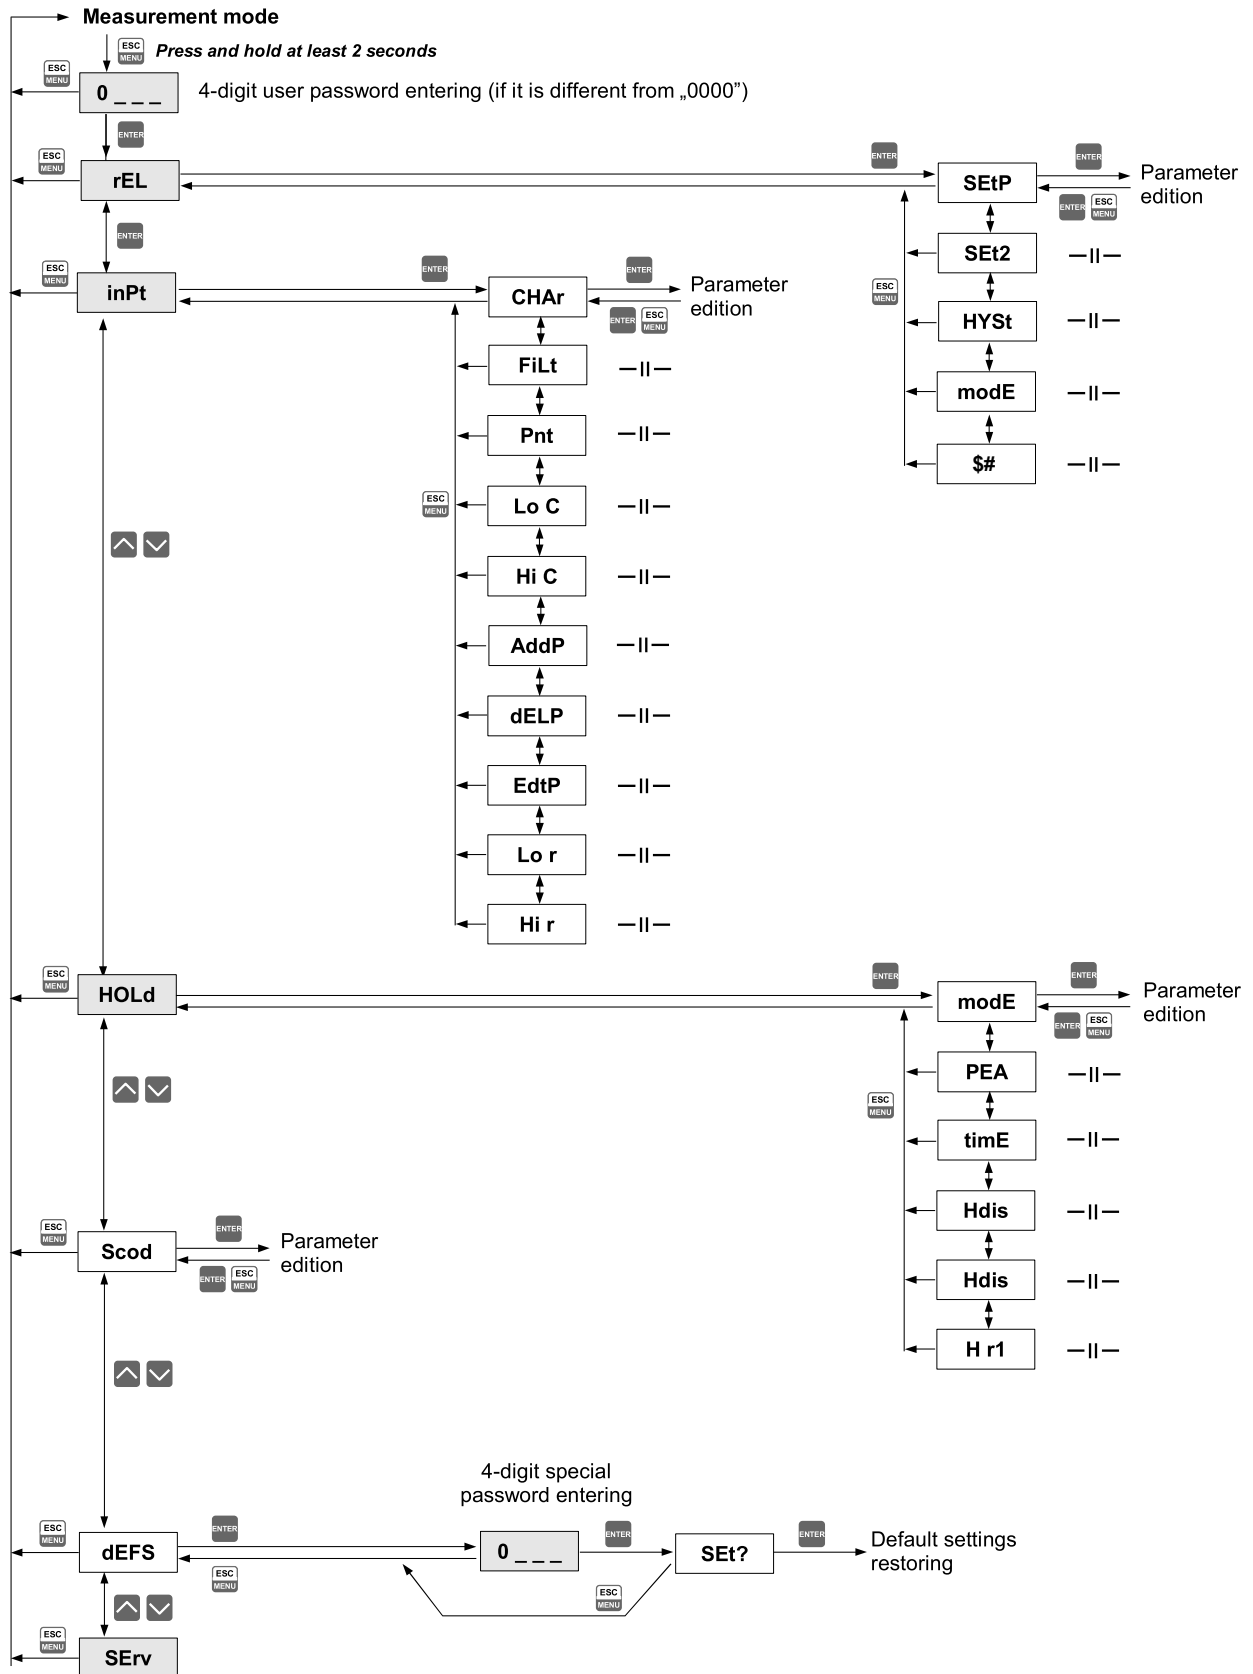 Measurement mode
ESC
MENU
Press and hold at least 2 seconds
ESC
MENU
0 _ _ _
4-digit user password entering (if it is different from „0000”)
ENTER
ESC
MENU
rEL
ENTER
SEtP
ENTER
Parameter
edition
ENTER
ESC
MENU
ENTER
SEt2
—II—
ESC
MENU
HYSt
—II—
modE
—II—
$#
—II—
ESC
MENU
inPt
ENTER
CHAr
ENTER
Parameter
edition
ENTER
ESC
MENU
FiLt
—II—
Pnt
—II—
ESC
MENU
Lo C
—II—
Hi C
—II—
AddP
—II—
dELP
—II—
EdtP
—II—
Lo r
—II—
Hi r
—II—
ESC
MENU
HOLd
ENTER
modE
ENTER
Parameter
edition
ENTER
ESC
MENU
PEA
—II—
ESC
MENU
timE
—II—
Hdis
—II—
Hdis
—II—
H r1
—II—
ESC
MENU
Scod
ENTER
Parameter
edition
ENTER
ESC
MENU
4-digit special
password entering
ESC
MENU
dEFS
ENTER
ESC
MENU
0 _ _ _
ENTER
SEt?
ENTER
Default settings
restoring
ESC
MENU
ESC
MENU
SErv